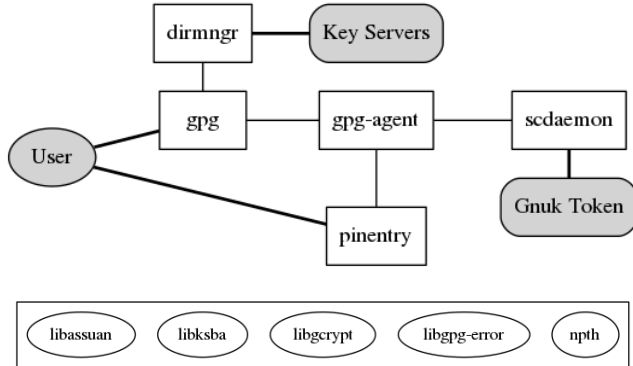 dirmngr
Key Servers
gpg
gpg-agent
scdaemon
User
Gnuk Token
pinentry
libassuan
libksba
libgcrypt
libgpg-error
npth